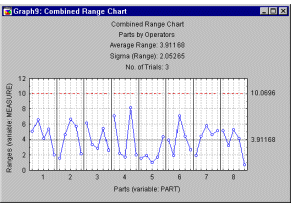 Graph9: Combined Range Chart
Combined Range Chart
Parts by Operators
Average Range: 3.91168
Sigma (Range): 2.05265
No. of Trials: 3
Ranges (variable: MEASURE)
12
10
8
6
4
2
0
10.0696
3.91168
1 2 3 4 5 6 7 8
Parts (variable: PART)